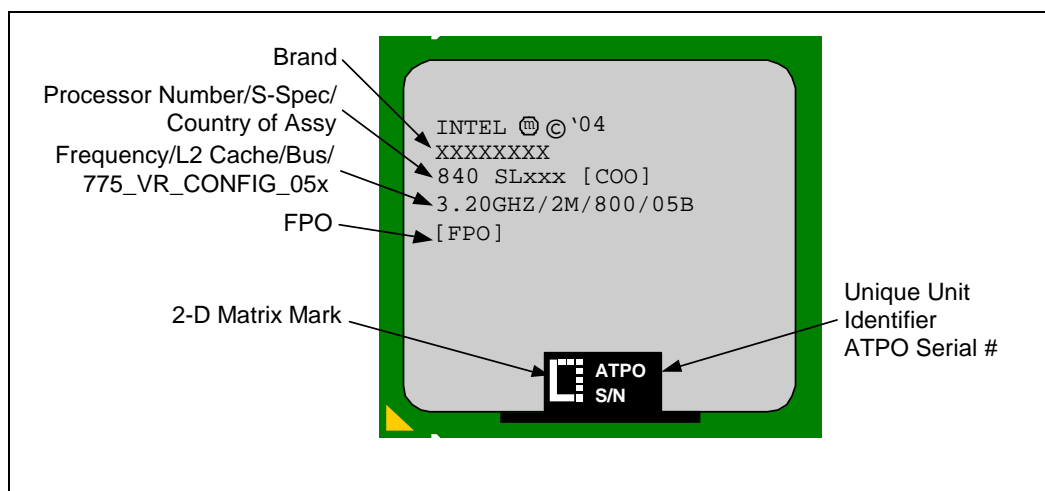 Brand
Processor Number/S-Spec/
Country of Assy
Frequency/L2 Cache/Bus/
775_VR_CONFIG_05x
FPO
2-D Matrix Mark
INTEL ⓜ © ‘04
XXXXXXXX
840 SLxxx [COO]
3.20GHZ/2M/800/05B
[FPO]
ATPO
S/N
Unique Unit
Identifier
ATPO Serial #